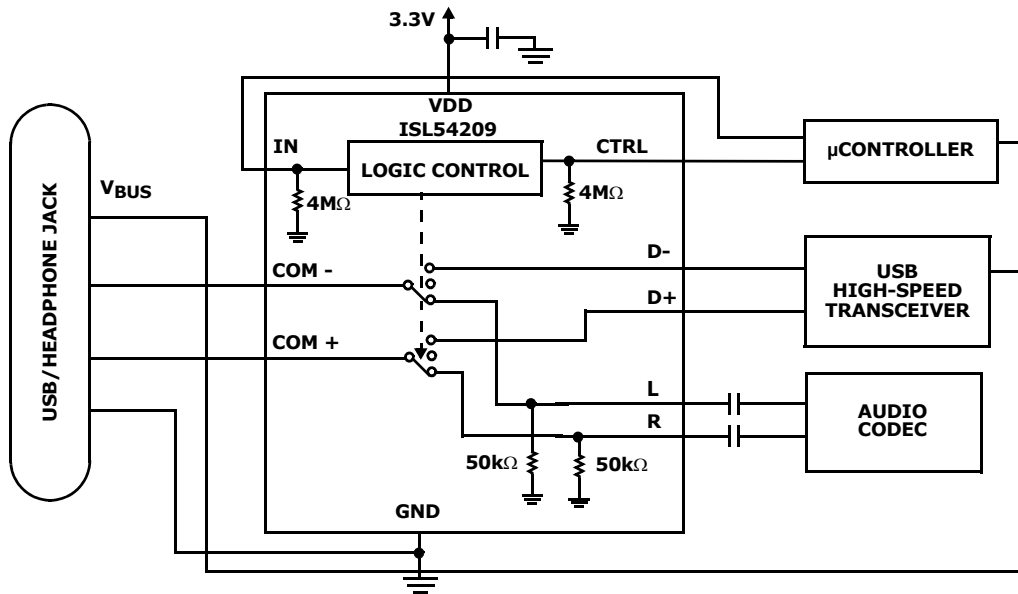 3.3V
VDD
ISL54209
IN
LOGIC CONTROL
CTRL
µCONTROLLER
4MΩ
4MΩ
VBUS
USB/HEADPHONE JACK
COM -
COM +
D-
D+
USB
HIGH-SPEED
TRANSCEIVER
L
R
AUDIO
CODEC
50kΩ
50kΩ
GND